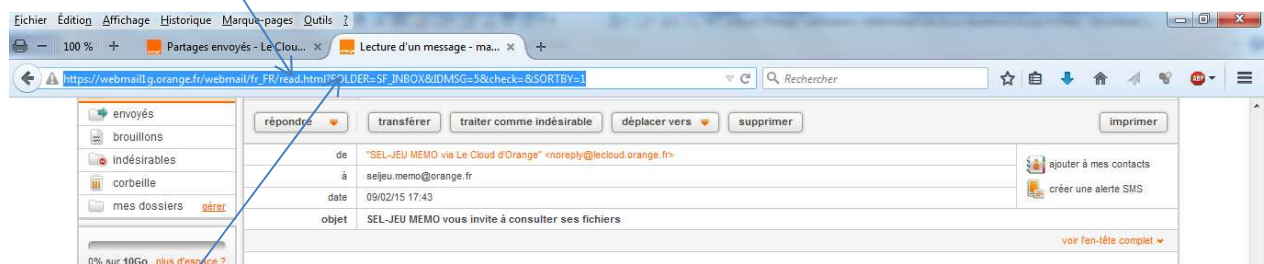 Fichier Édition Affichage Historique Marque-pages Outils ?
100 % + Partages envoyés - Le Clou... × Lecture d'un message - ma... × +
https://webmail1g.orange.fr/webmail/fr_FR/read.html?FOLDER=SF_INBOX&IDMSG=5&check=&SORTBY=1 Rechercher ABP
envoyés
brouillons
indésirables
corbeille
mes dossiers gérer
0% sur 10Go plus d'espace ?
répondre transférer traiter comme indésirable déplacer vers supprimer imprimer
de "SEL-JEU MEMO via Le Cloud d'Orange" <noreply@lecloud.orange.fr>
à seljeu.memo@orange.fr
date 09/02/15 17:43
objet SEL-JEU MEMO vous invite à consulter ses fichiers
ajouter à mes contacts
créer une alerte SMS
voir l'en-tête complet